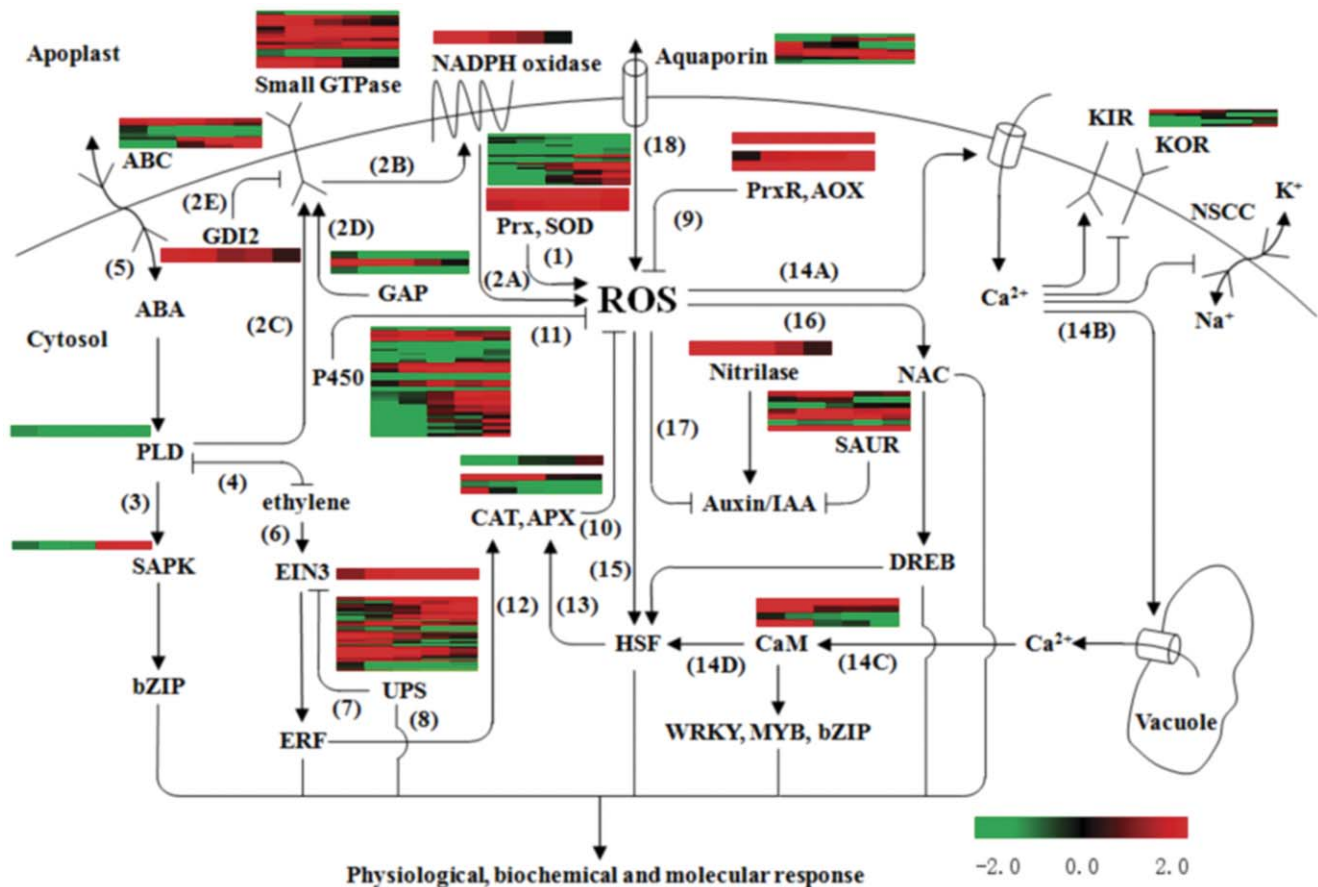 Apoplast
Small GTPase
NADPH oxidase
Aquaporin
ABC
KIR
KOR
(2B)
(18)
PrxR, AOX
K⁺
(2E)
GDI2
(2D)
Prx, SOD
(9)
NSCC
(5)
(1)
(2A)
GAP
ROS
(14A)
Ca²⁺
ABA
Na⁺
(2C)
(11)
(16)
(14B)
Cytosol
P450
Nitrilase
NAC
(17)
SAUR
PLD
(4)
(3)
ethylene
Auxin/IAA
CAT, APX
(10)
(6)
SAPK
EIN3
(15)
DREB
(12)
(13)
HSF
CaM
Ca²⁺
(14D)
(14C)
bZIP
UPS
(7)
(8)
ERF
WRKY, MYB, bZIP
Vacuole
-2.0 0.0 2.0
Physiological, biochemical and molecular response